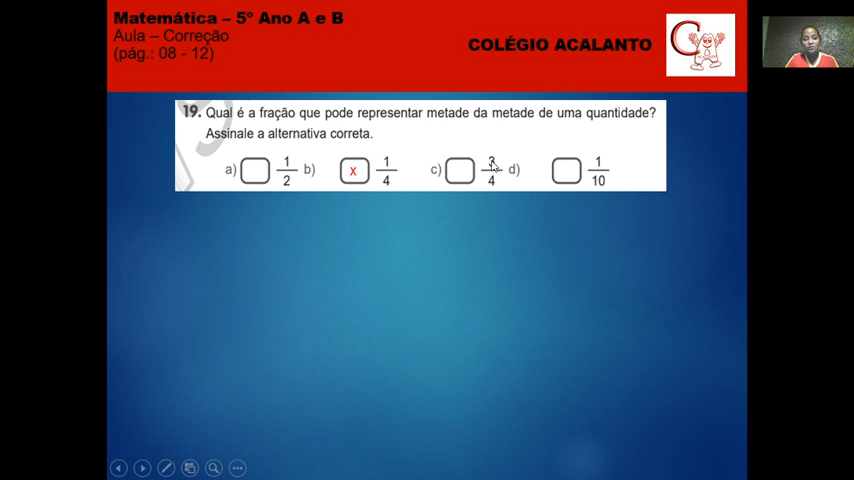 Matemática – 5º Ano A e B
Aula – Correção
(pág.: 08 - 12)
COLÉGIO ACALANTO
19. Qual é a fração que pode representar metade da metade de uma quantidade?
Assinale a alternativa correta.
a) 1/2 b) x 1/4 c) 3/4 d) 1/10